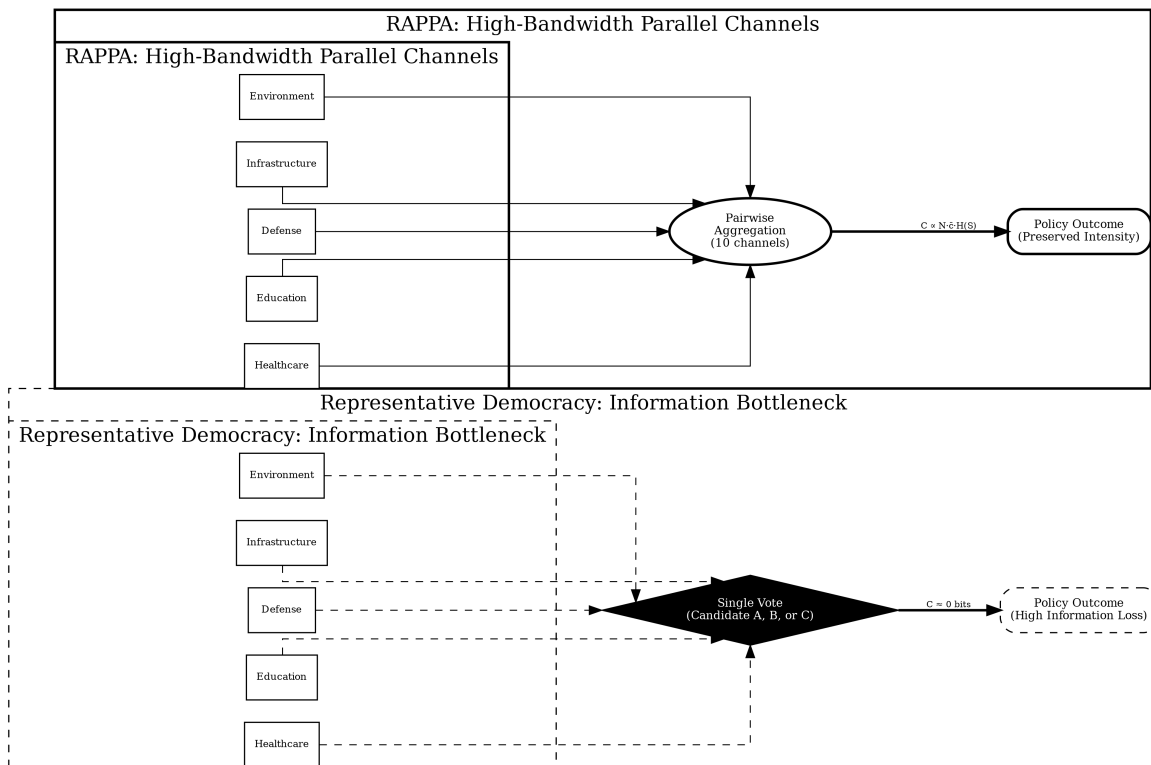 RAPPA: High-Bandwidth Parallel Channels
RAPPA: High-Bandwidth Parallel Channels
Environment
Infrastructure
Defense
Education
Healthcare
Pairwise
Aggregation
(10 channels)
C ∝ N·c̄·H(S)
Policy Outcome
(Preserved Intensity)
Representative Democracy: Information Bottleneck
Representative Democracy: Information Bottleneck
Environment
Infrastructure
Defense
Education
Healthcare
Single Vote
(Candidate A, B, or C)
C ≈ 0 bits
Policy Outcome
(High Information Loss)